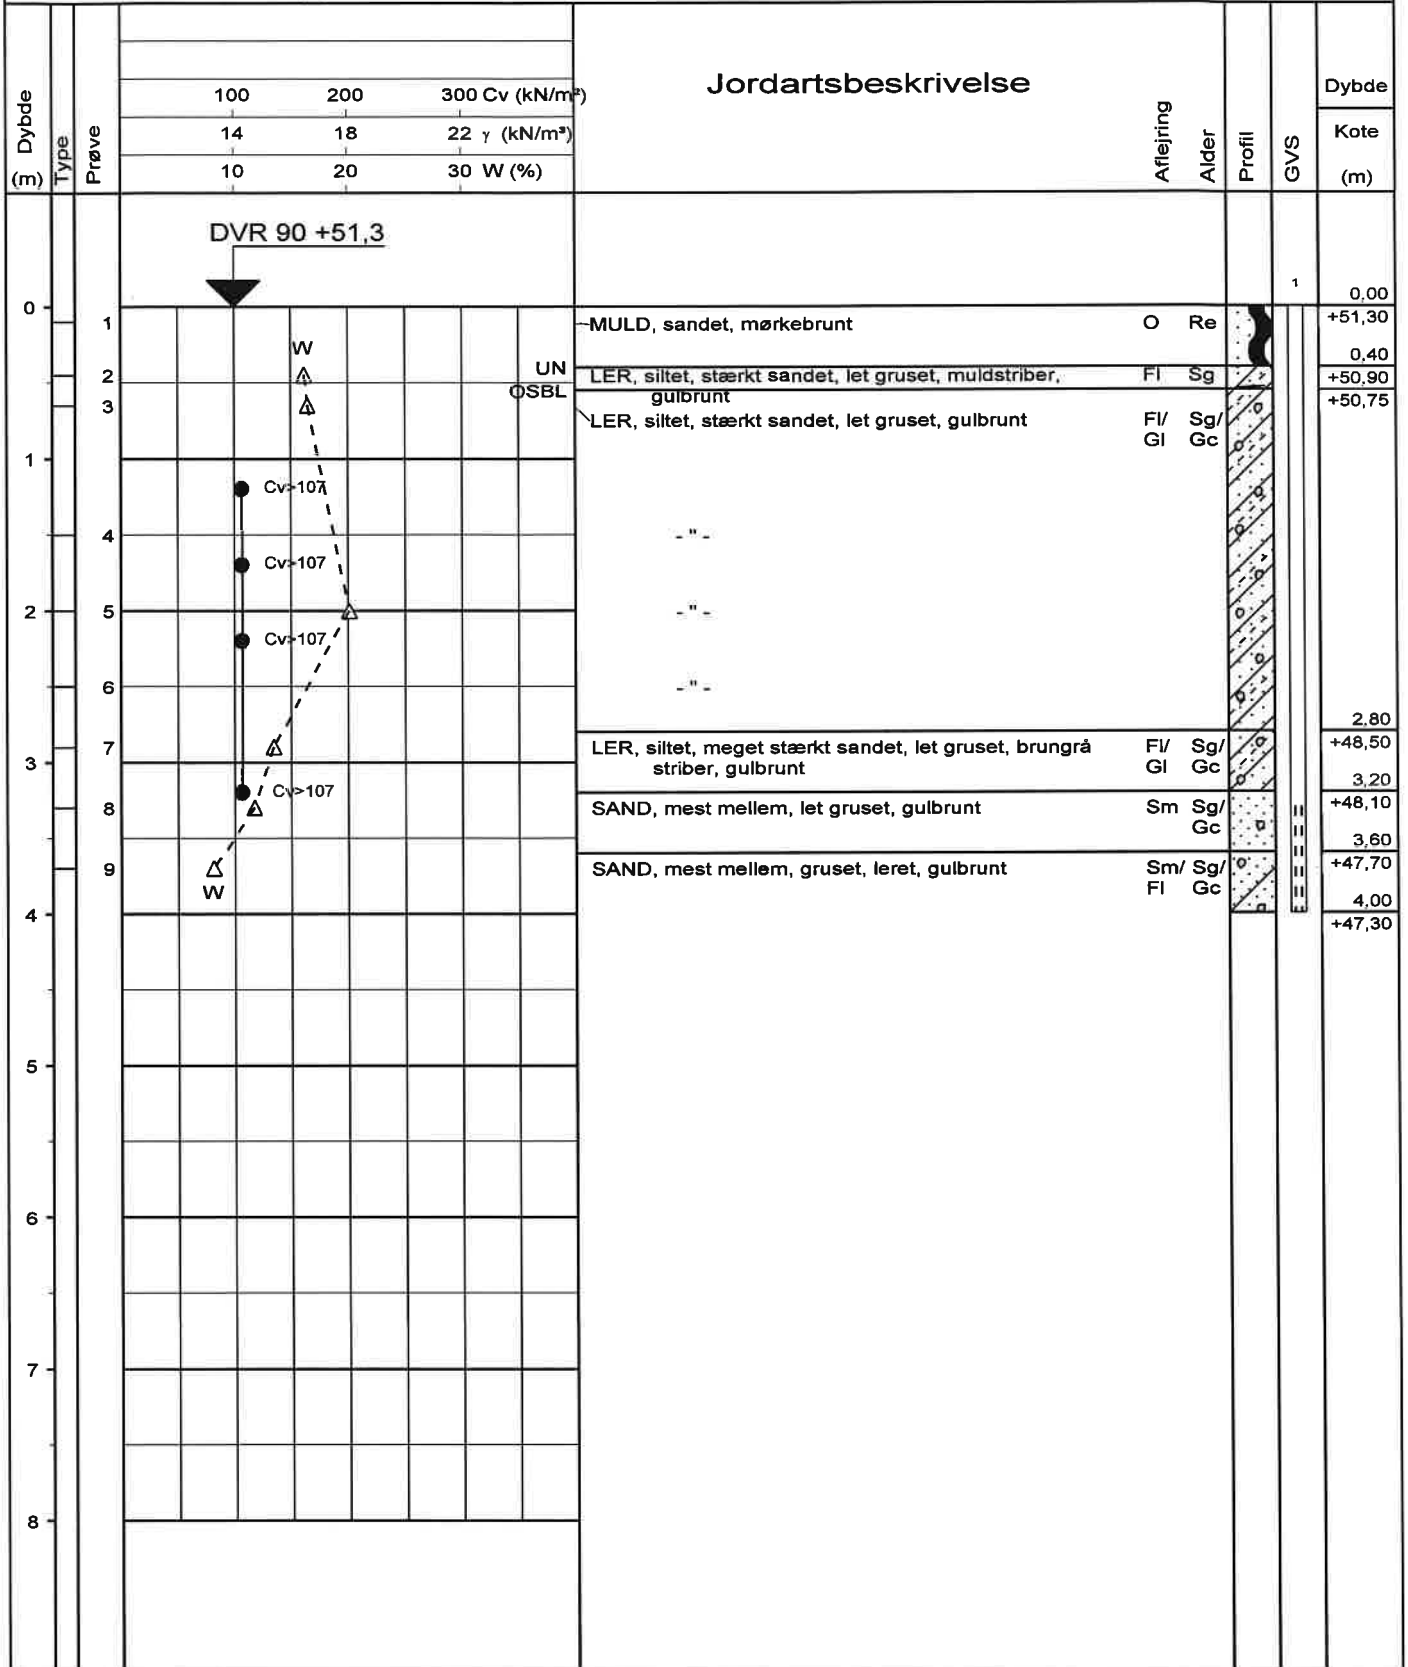 Dybde
(m)
Type
Prøve
100 200 300 Cv (kN/m²)
14 18 22 γ (kN/m³)
10 20 30 W (%)
Jordartsbeskrivelse
Aflejring
Alder
Profil
GVS
Dybde
Kote
(m)
DVR 90 +51,3
1
0,00
0
1
MULD, sandet, mørkebrunt O Re
+51,30
W
0,40
UN
2
LER, siltet, stærkt sandet, let gruset, muldstriber, Fl Sg
gulbrunt
+50,90
OSBL
3
+50,75
LER, siltet, stærkt sandet, let gruset, gulbrunt Fl/ Sg/
Gl Gc
1
Cv>107
4
- " -
Cv>107
2
5
- " -
Cv>107
6
- " -
2,80
7
LER, siltet, meget stærkt sandet, let gruset, brungrå Fl/ Sg/
striber, gulbrunt Gl Gc
+48,50
3
3,20
Cv>107
8
SAND, mest mellem, let gruset, gulbrunt Sm Sg/
Gc
+48,10
3,60
9
SAND, mest mellem, gruset, leret, gulbrunt Sm/ Sg/
Fl Gc
+47,70
W
4,00
4
+47,30
5
6
7
8